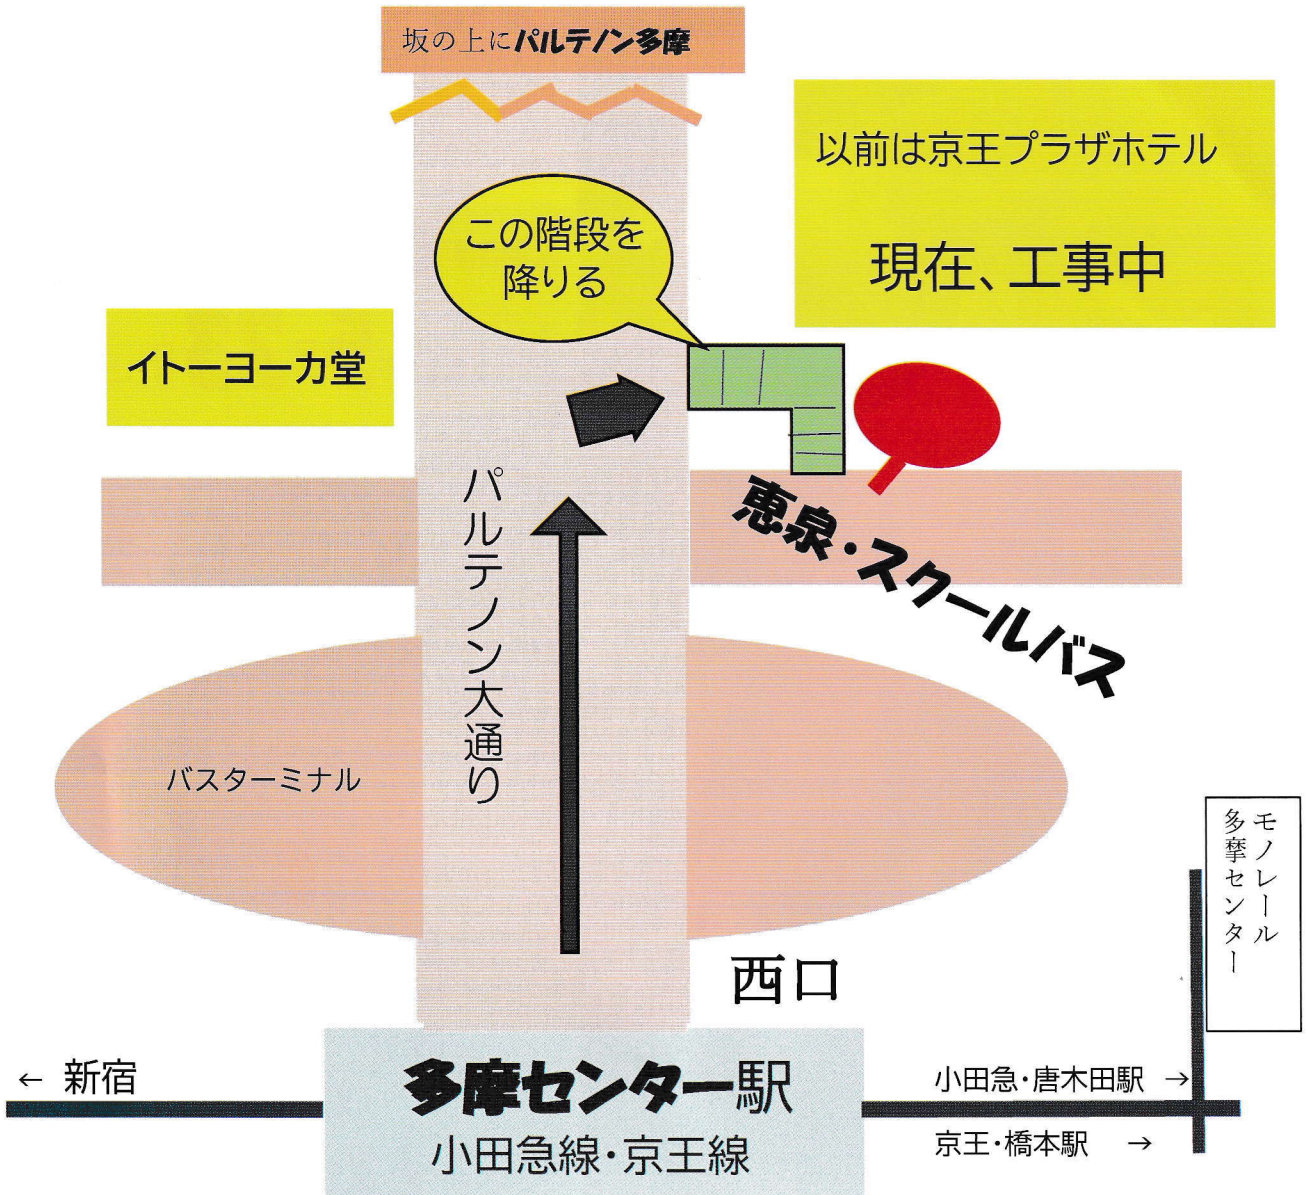 坂の上にパルテノン多摩
以前は京王プラザホテル
現在、工事中
この階段を
降りる
イトーヨーカ堂
恵泉・スクールバス
パルテノン大通り
バスターミナル
モノレール
多摩センター
西口
← 新宿
多摩センター駅
小田急線・京王線
小田急・唐木田駅 →
京王・橋本駅 →